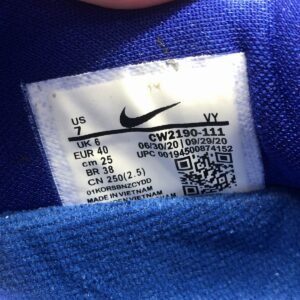 US
7
VY
UK 6
EUR 40
cm 25
BR 38
CN 250(2.5)
CW2190-111
06/30/20 09/29/20
UPC 00194500874152
01KORSBNZCYDD
MADE IN VIETNAM